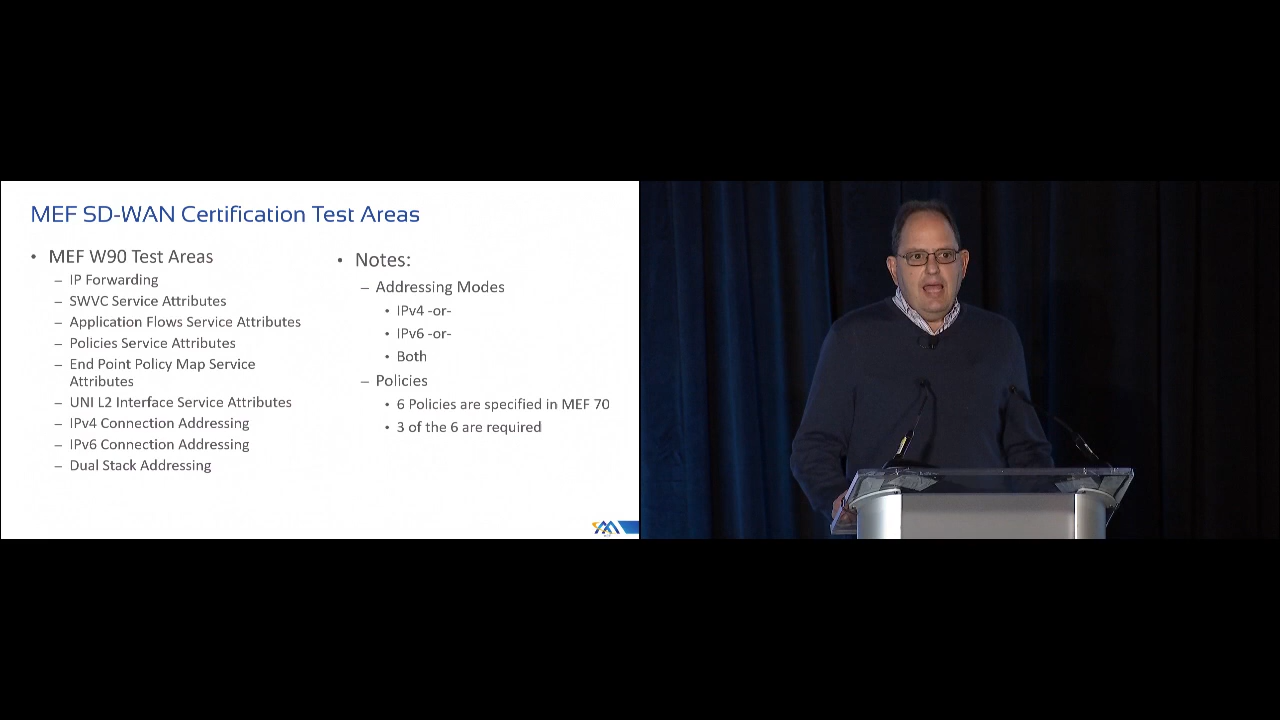 MEF SD-WAN Certification Test Areas
• MEF W90 Test Areas
– IP Forwarding
– SWVC Service Attributes
– Application Flows Service Attributes
– Policies Service Attributes
– End Point Policy Map Service
Attributes
– UNI L2 Interface Service Attributes
– IPv4 Connection Addressing
– IPv6 Connection Addressing
– Dual Stack Addressing
• Notes:
– Addressing Modes
• IPv4 -or-
• IPv6 -or-
• Both
– Policies
• 6 Policies are specified in MEF 70
• 3 of the 6 are required